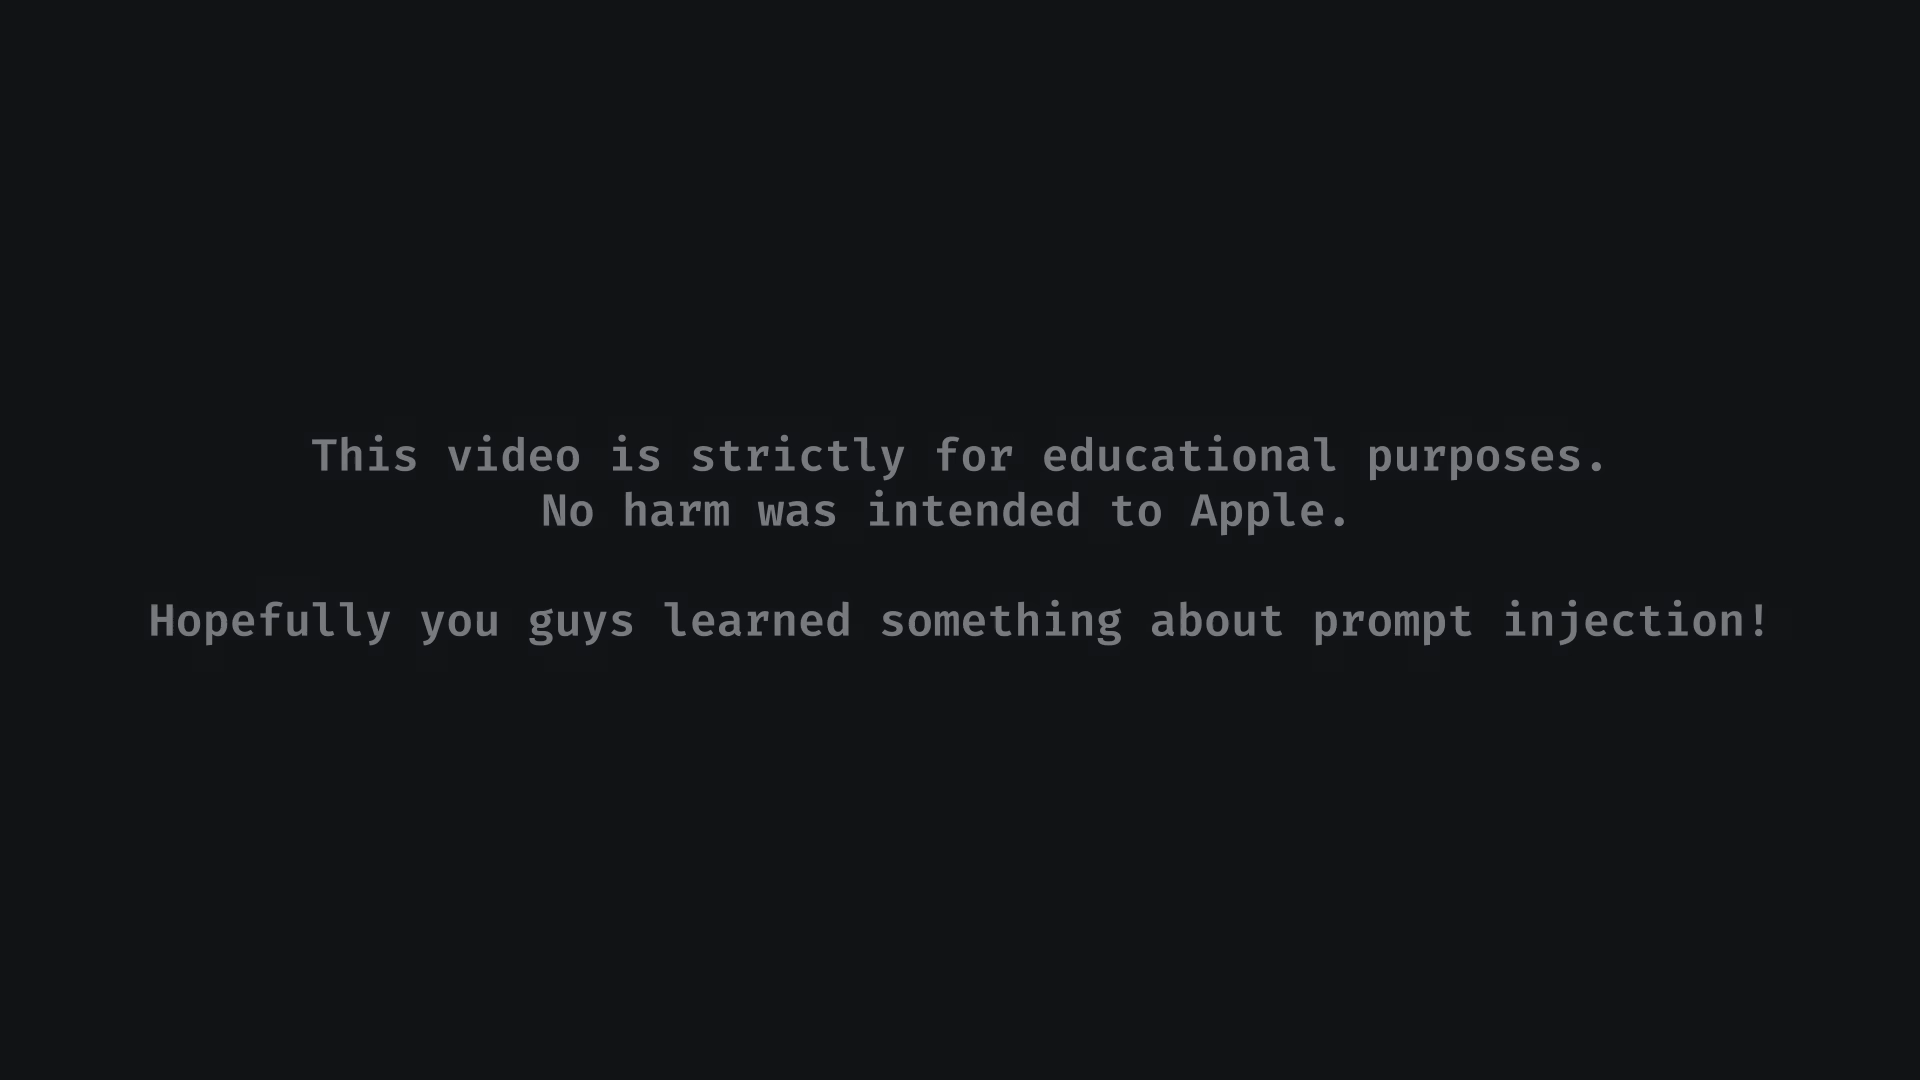 This video is strictly for educational purposes.
No harm was intended to Apple.
Hopefully you guys learned something about prompt injection!